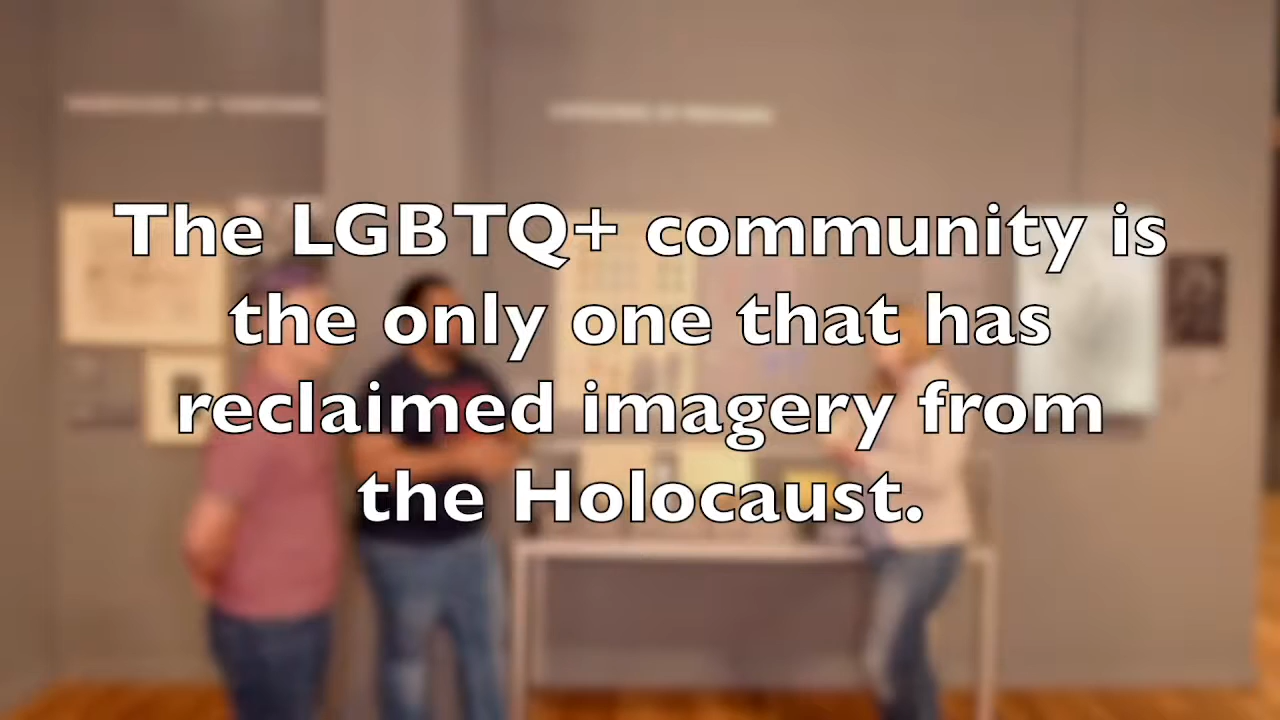 The LGBTQ+ community is
the only one that has
reclaimed imagery from
the Holocaust.